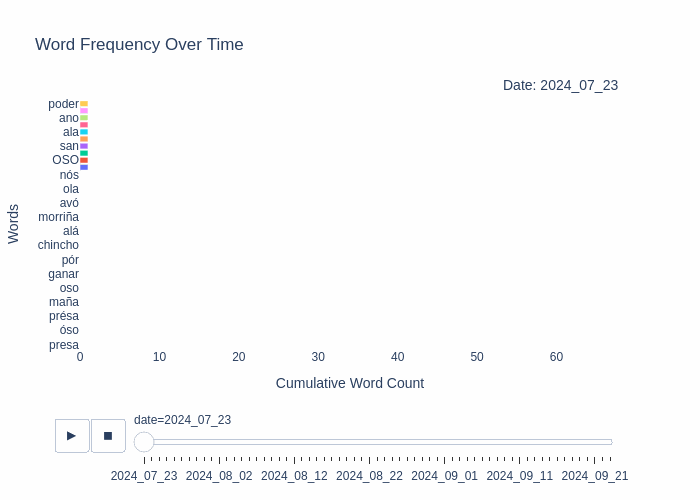 Word Frequency Over Time
Date: 2024_07_23
poder
ano
ala
san
OSO
nós
ola
avó
morriña
alá
chincho
pór
ganar
oso
maña
présa
óso
presa
Words
0 10 20 30 40 50 60
Cumulative Word Count
date=2024_07_23
2024_07_23 2024_08_02 2024_08_12 2024_08_22 2024_09_01 2024_09_11 2024_09_21